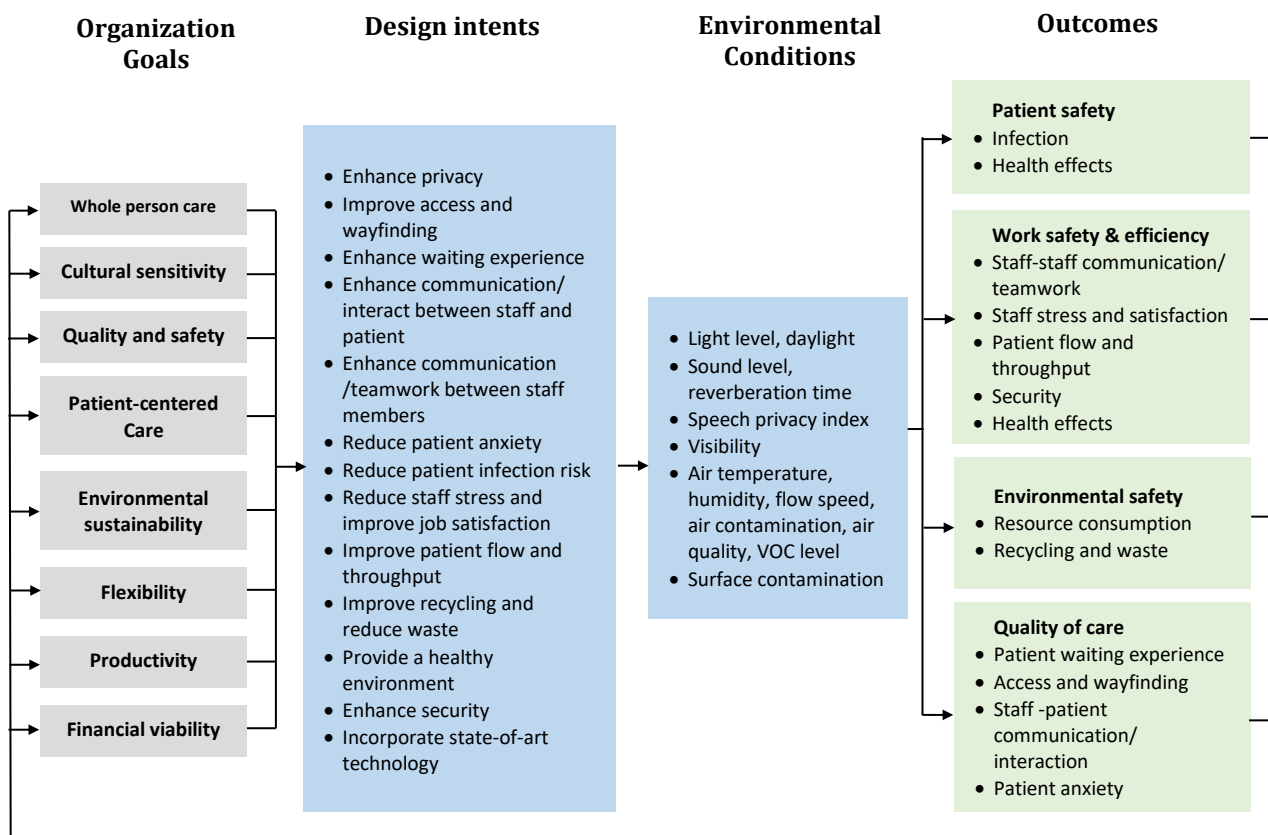 Organization
Goals
Design intents
Environmental
Conditions
Outcomes
Whole person care
Cultural sensitivity
Quality and safety
Patient-centered
Care
Environmental
sustainability
Flexibility
Productivity
Financial viability
• Enhance privacy
• Improve access and
wayfinding
• Enhance waiting experience
• Enhance communication/
interact between staff and
patient
• Enhance communication
/teamwork between staff
members
• Reduce patient anxiety
• Reduce patient infection risk
• Reduce staff stress and
improve job satisfaction
• Improve patient flow and
throughput
• Improve recycling and
reduce waste
• Provide a healthy
environment
• Enhance security
• Incorporate state-of-art
technology
• Light level, daylight
• Sound level,
reverberation time
• Speech privacy index
• Visibility
• Air temperature,
humidity, flow speed,
air contamination, air
quality, VOC level
• Surface contamination
Patient safety
• Infection
• Health effects
Work safety & efficiency
• Staff-staff communication/
teamwork
• Staff stress and satisfaction
• Patient flow and
throughput
• Security
• Health effects
Environmental safety
• Resource consumption
• Recycling and waste
Quality of care
• Patient waiting experience
• Access and wayfinding
• Staff -patient
communication/
interaction
• Patient anxiety